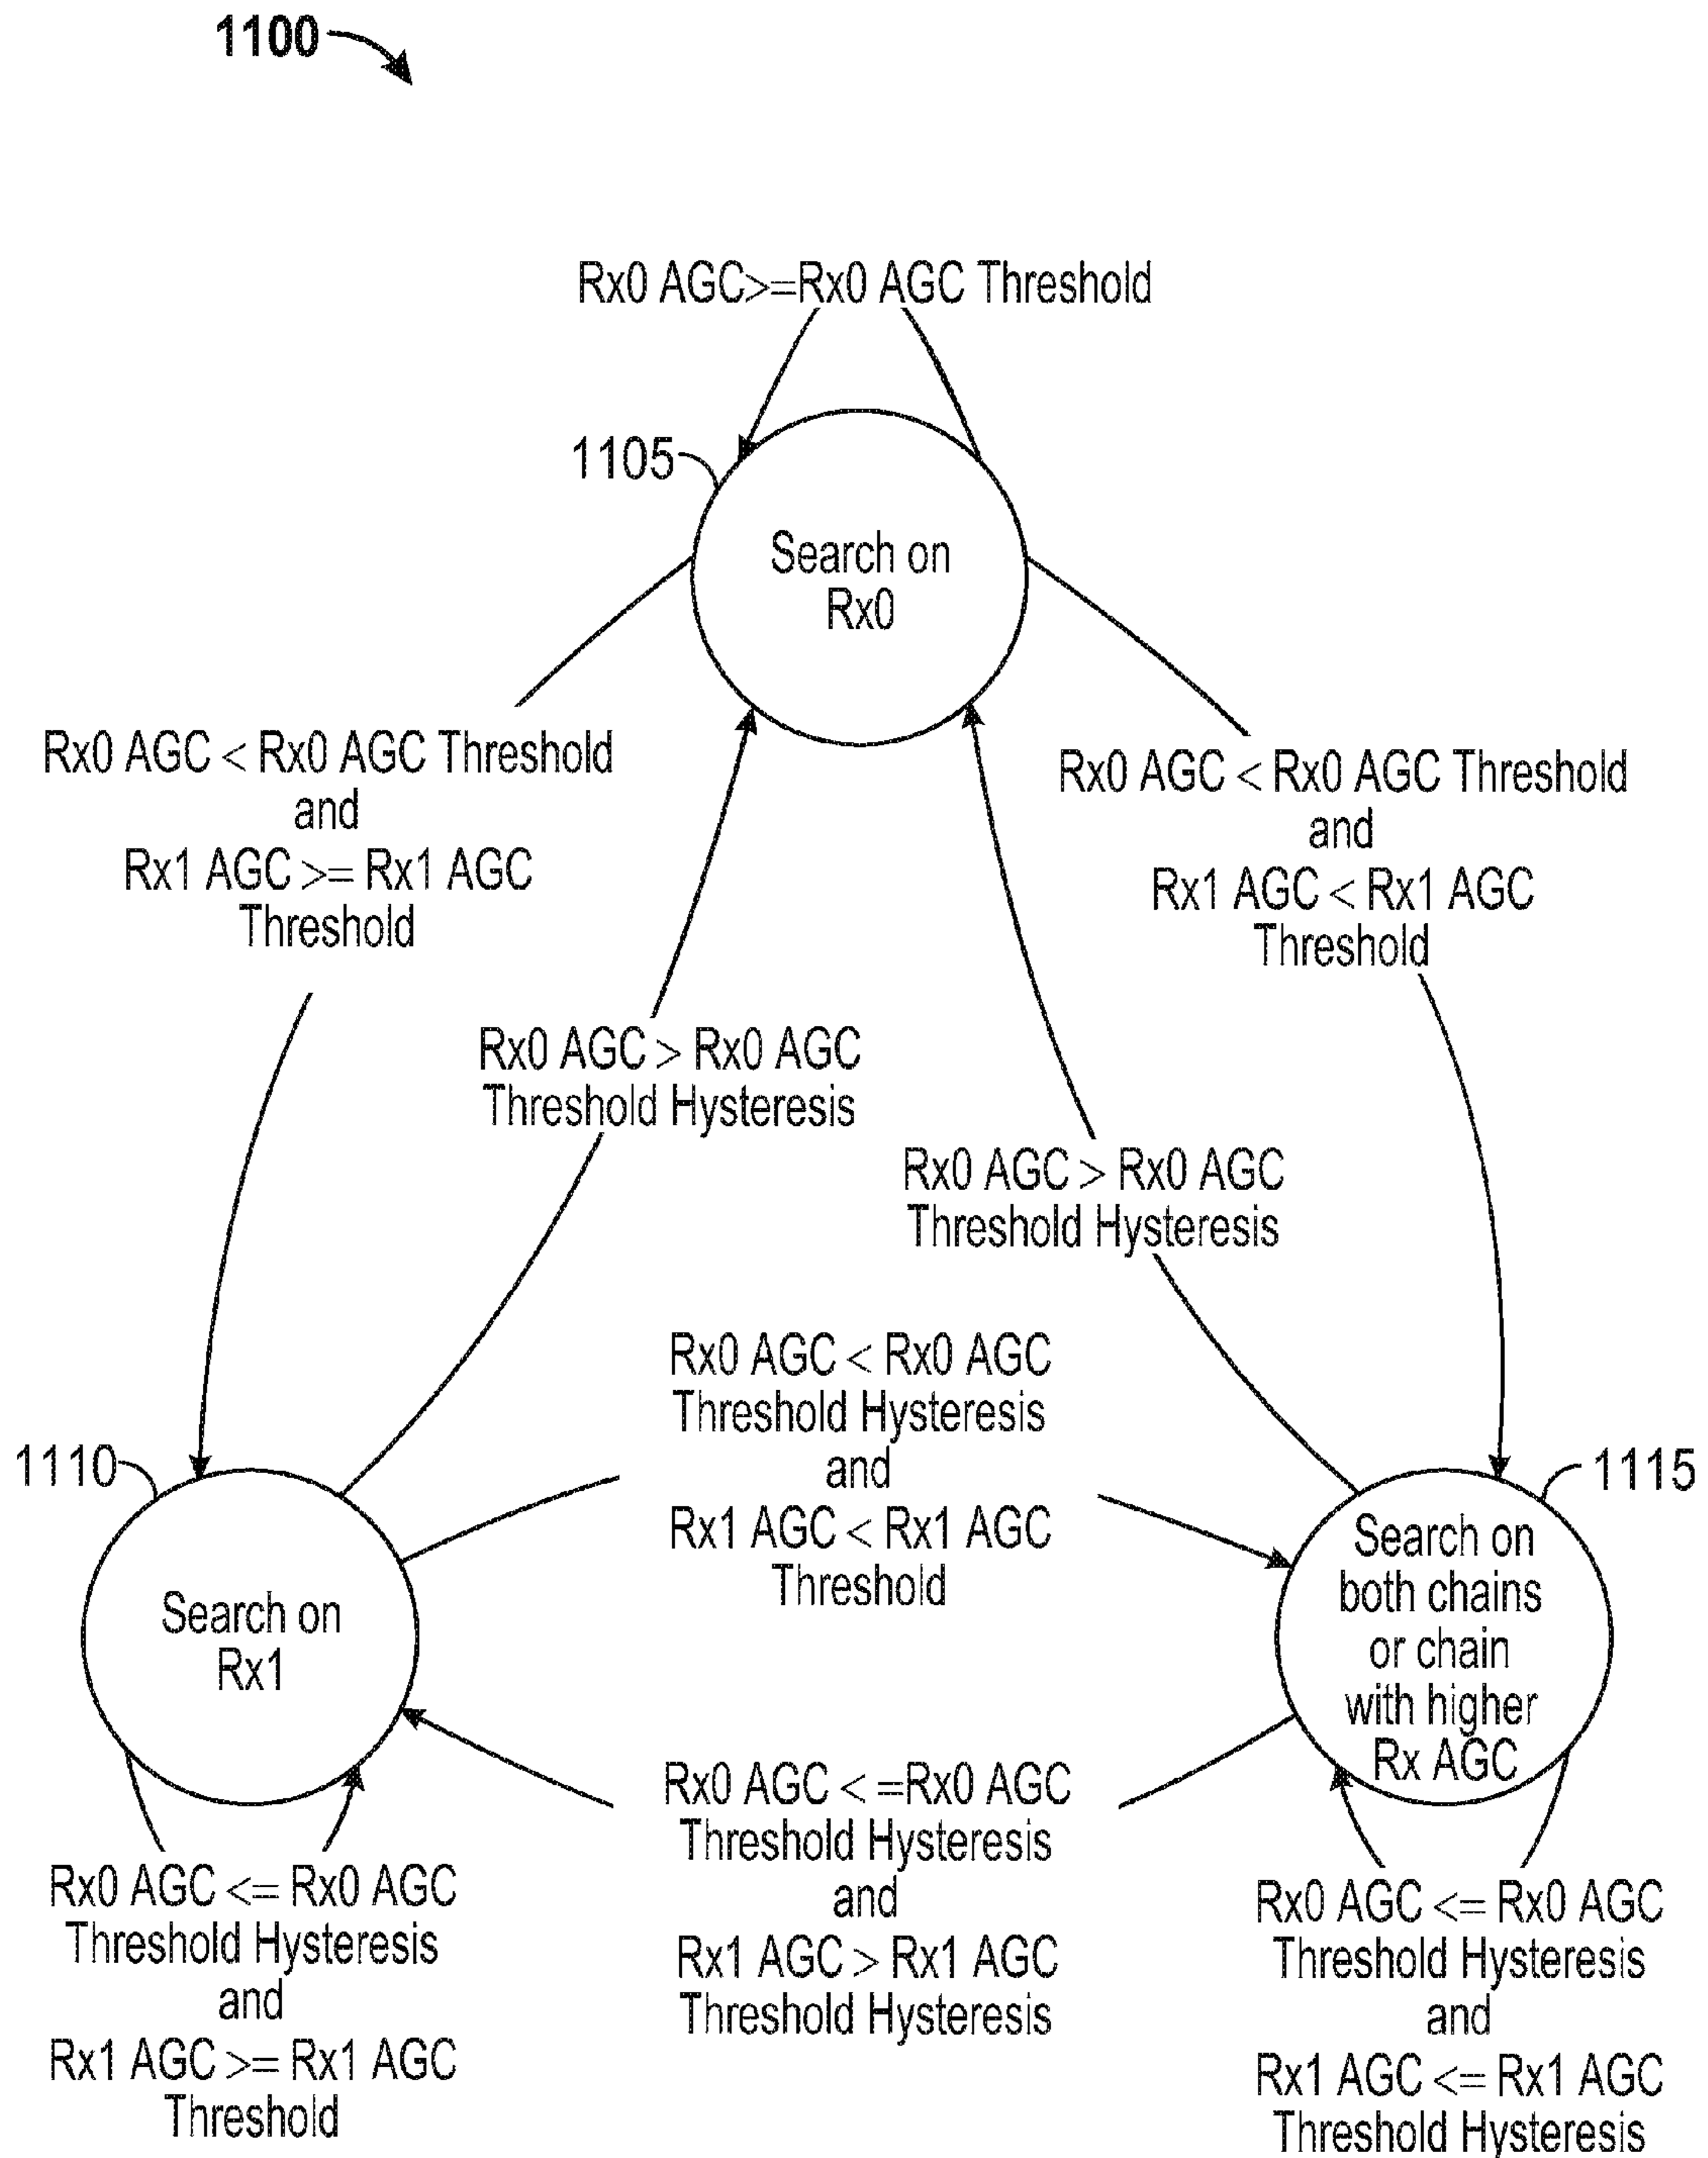 1100
Rx0 AGC>=Rx0 AGC Threshold
1105
Search on
Rx0
Rx0 AGC < Rx0 AGC Threshold
and
Rx1 AGC >= Rx1 AGC
Threshold
Rx0 AGC < Rx0 AGC Threshold
and
Rx1 AGC < Rx1 AGC
Threshold
Rx0 AGC > Rx0 AGC
Threshold Hysteresis
Rx0 AGC > Rx0 AGC
Threshold Hysteresis
Rx0 AGC < Rx0 AGC
Threshold Hysteresis
and
Rx1 AGC < Rx1 AGC
Threshold
1110
Search on
Rx1
1115
Search on
both chains
or chain
with higher
Rx AGC
Rx0 AGC < =Rx0 AGC
Threshold Hysteresis
and
Rx1 AGC > Rx1 AGC
Threshold Hysteresis
Rx0 AGC <= Rx0 AGC
Threshold Hysteresis
and
Rx1 AGC >= Rx1 AGC
Threshold
Rx0 AGC <= Rx0 AGC
Threshold Hysteresis
and
Rx1 AGC <= Rx1 AGC
Threshold Hysteresis